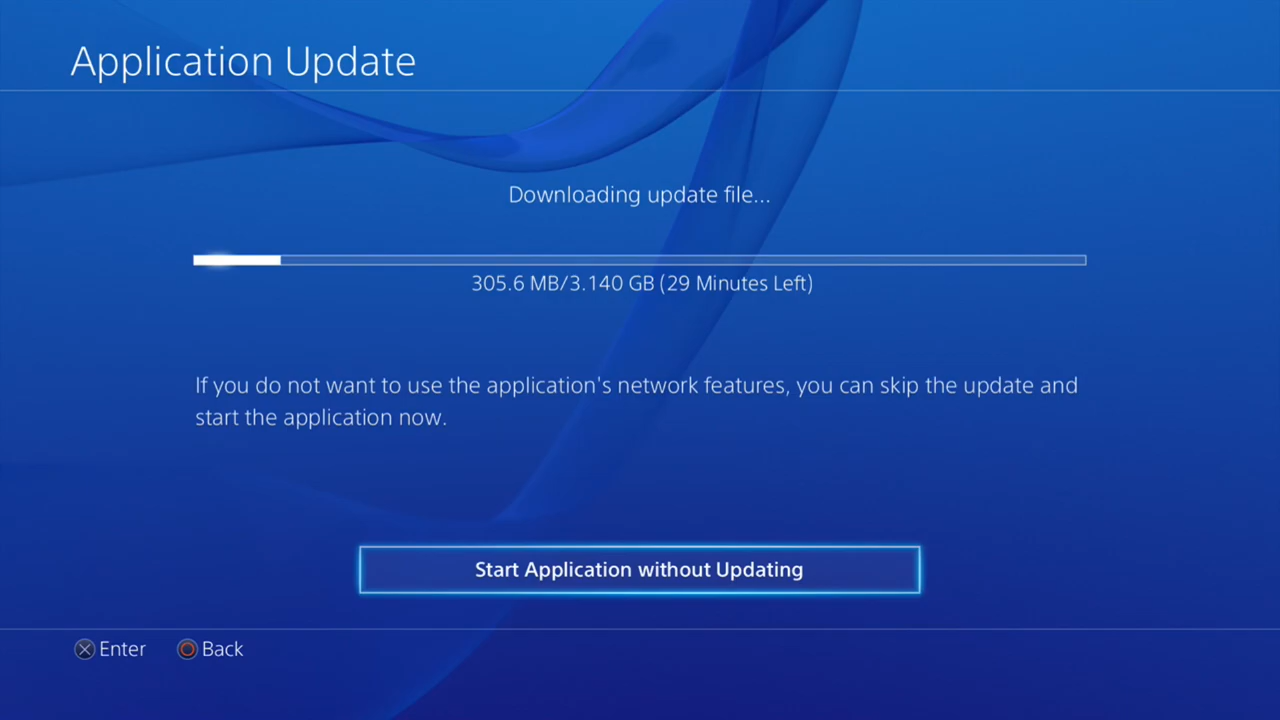 Application Update
Downloading update file...
305.6 MB/3.140 GB (29 Minutes Left)
If you do not want to use the application's network features, you can skip the update and
start the application now.
Start Application without Updating
Enter Back